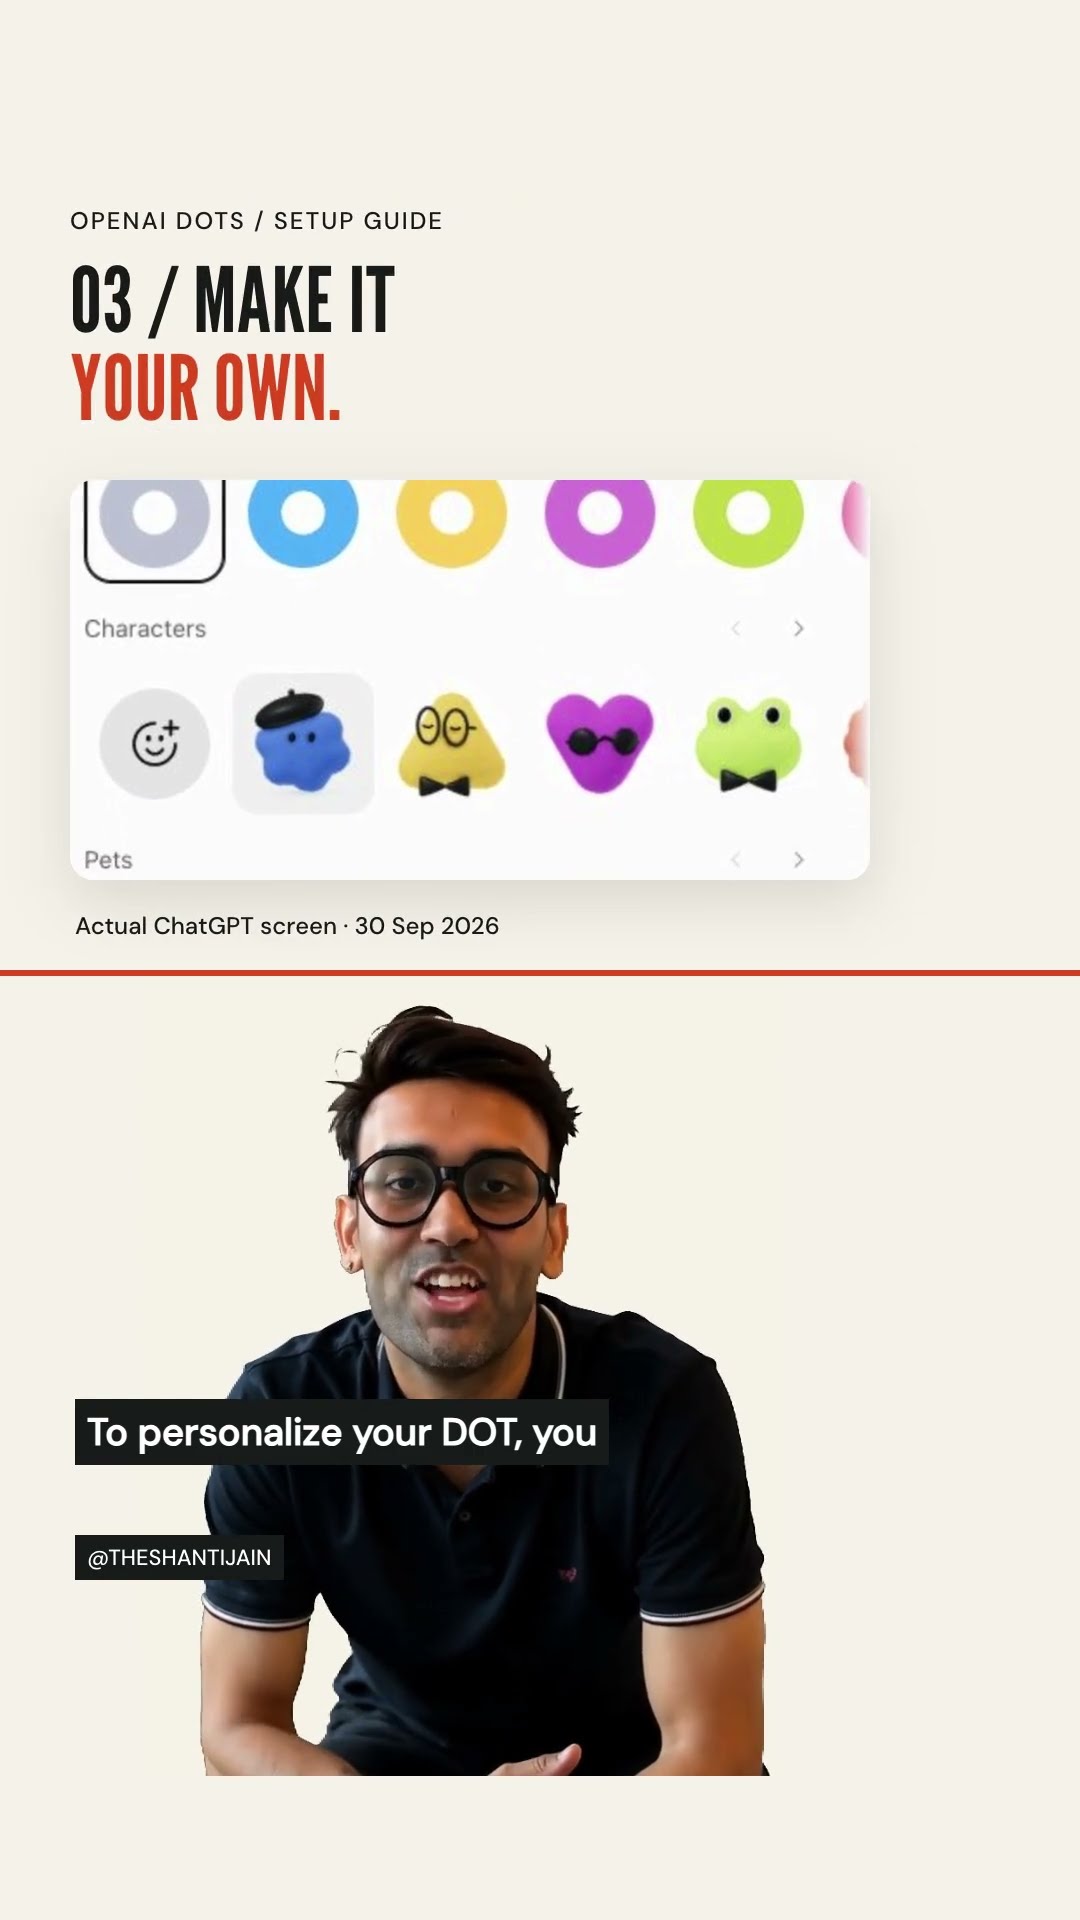 OPENAI DOTS / SETUP GUIDE
03 / MAKE IT
YOUR OWN.
Characters
Pets
Actual ChatGPT screen · 30 Sep 2026
To personalize your DOT, you
@THESHANTIJAIN